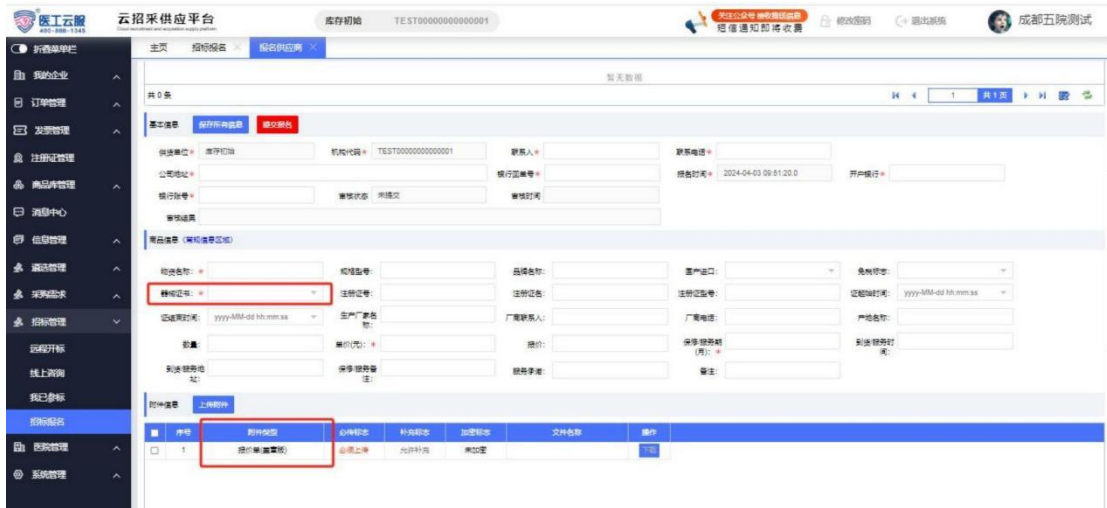 医工云服
400-886-1345
云招采供应平台
库存初始 TEST00000000000001
关注公众号 接收微信信息
短信通知即将收费
修改密码 退出系统 成都五院测试
折叠菜单栏
主页 招标报名 报名供应商
我的企业
订单管理
发票管理
注册证管理
商品库管理
消息中心
信息管理
遴选管理
采购需求
招标管理
远程开标
线上咨询
我已参标
招标报名
医院管理
系统管理
暂无数据
共 0 条 1 共1页
基本信息 保存所有信息 提交报名
供货单位* 库存初始 机构代码* TEST00000000000001 联系人* 联系电话*
公司地址* 银行回单号* 报名时间* 2024-04-03 09:51:20.0 开户银行*
银行账号* 审核状态 未提交 审核时间
审核结果
商品信息 (常规信息区域)
物资名称: * 规格型号: 品牌名称: 国产进口: 免税标志:
器械证书: * 注册证号: 注册证名: 注册证型号: 证起始时间: yyyy-MM-dd hh:mm:ss
证结束时间: yyyy-MM-dd hh:mm:ss 生产厂家名称: 厂商联系人: 厂商电话: 产地名称:
数量: 单价(元): * 报价: 保修/服务期(月): * 到货/服务时间:
到货/服务地址: 保修/服务备注: 服务承诺: 备注:
附件信息 上传附件
序号 附件类型 必传标志 补充标志 加密标志 文件名称 操作
1 报价单(盖章版) 必须上传 允许补充 未加密 下载